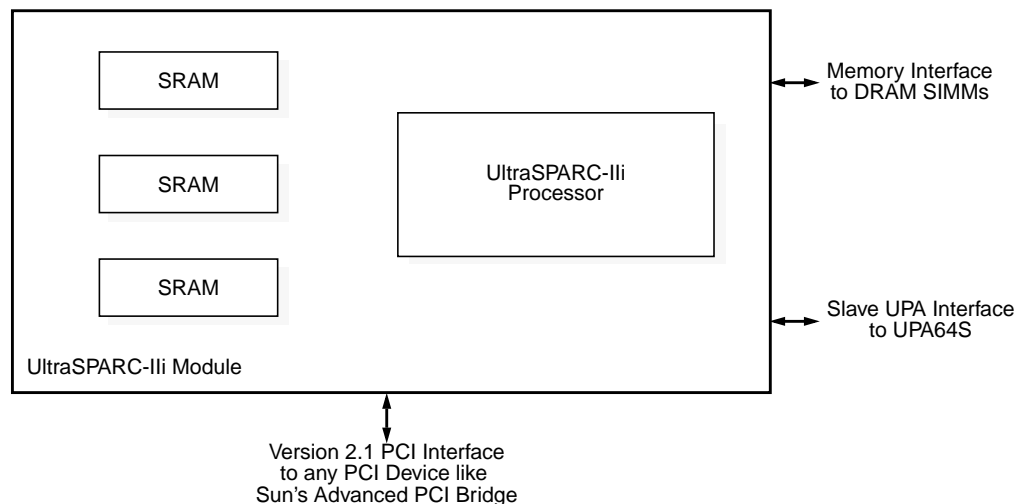 SRAM
SRAM
SRAM
UltraSPARC-IIi
Processor
UltraSPARC-IIi Module
Memory Interface
to DRAM SIMMs
Slave UPA Interface
to UPA64S
Version 2.1 PCI Interface
to any PCI Device like
Sun's Advanced PCI Bridge